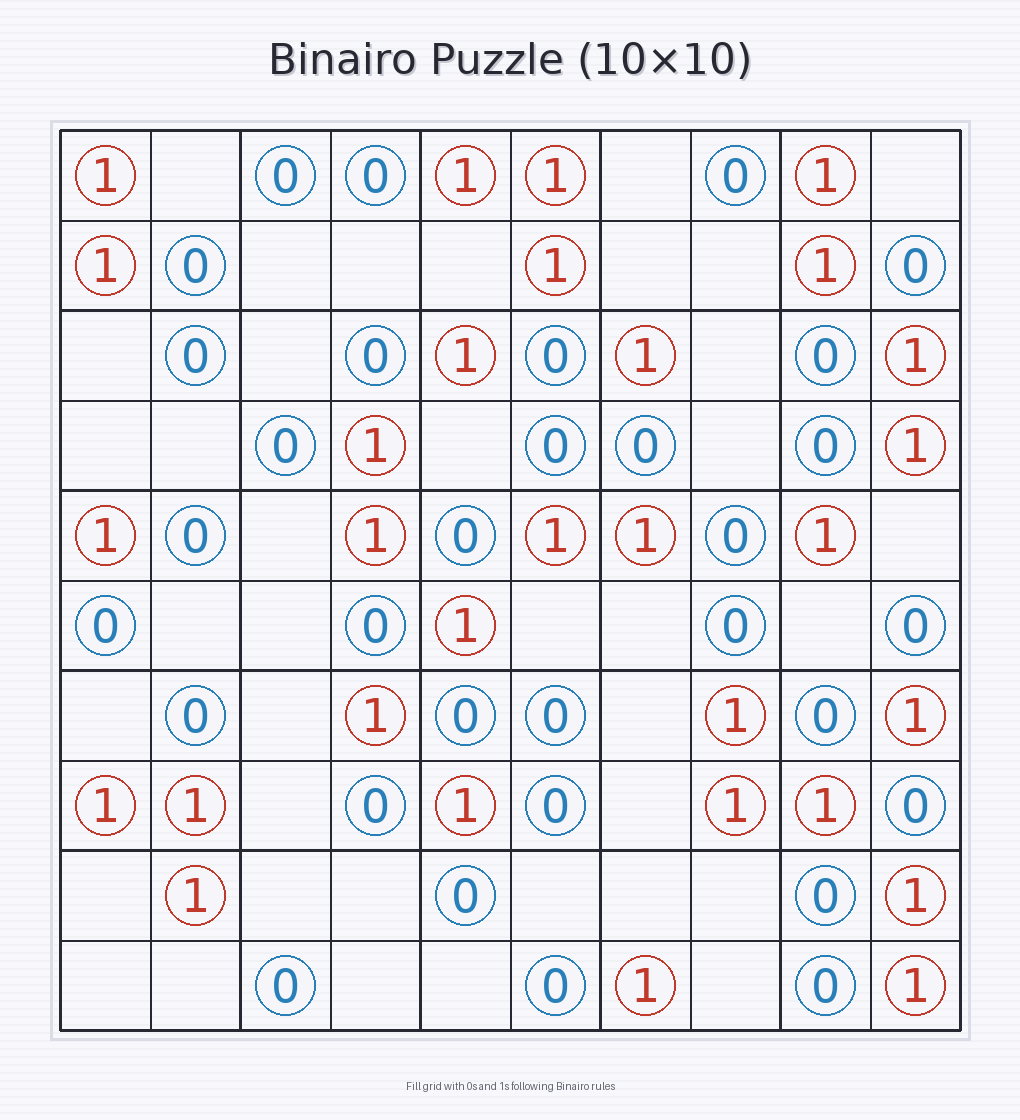 Binairo Puzzle (10×10)
1 0 0 1 1 0 1
1 0 1 1 0
0 0 1 0 1 0 1
0 1 0 0 0 1
1 0 1 0 1 1 0 1
0 0 1 0 0
0 1 0 0 1 0 1
1 1 0 1 0 1 1 0
1 0 0 1
0 0 1 0 1
Fill grid with 0s and 1s following Binairo rules